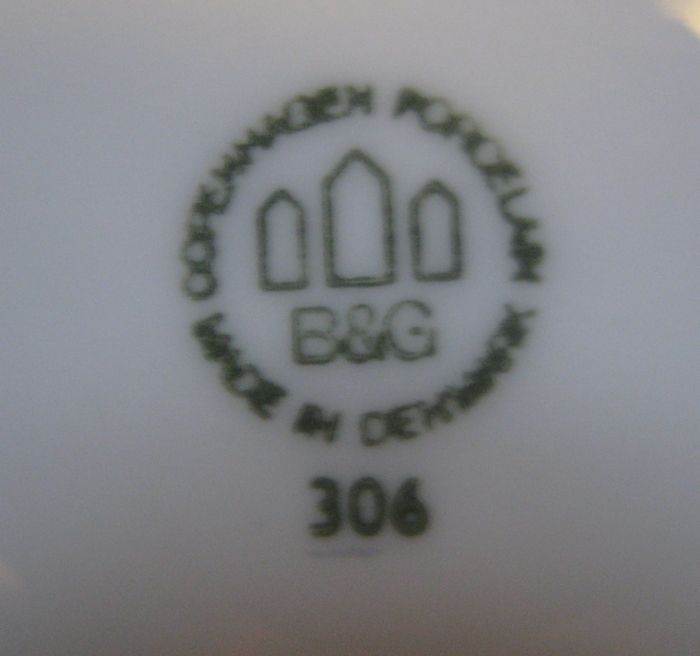 COPENHAGEN PORCELAIN
B&G
MADE IN DENMARK
306